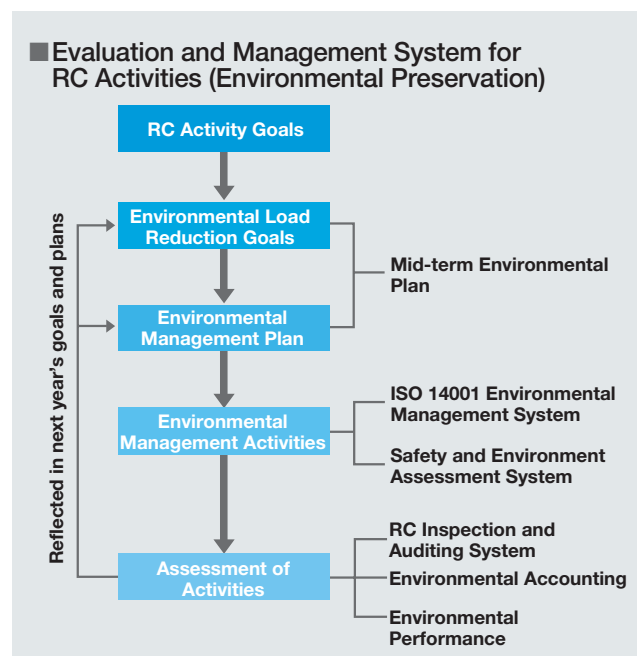 ■Evaluation and Management System for
RC Activities (Environmental Preservation)
RC Activity Goals
Environmental Load
Reduction Goals
Mid-term Environmental
Plan
Environmental
Management Plan
Environmental
Management Activities
ISO 14001 Environmental
Management System
Safety and Environment
Assessment System
Assessment of
Activities
RC Inspection and
Auditing System
Environmental Accounting
Environmental
Performance
Reflected in next year's goals and plans